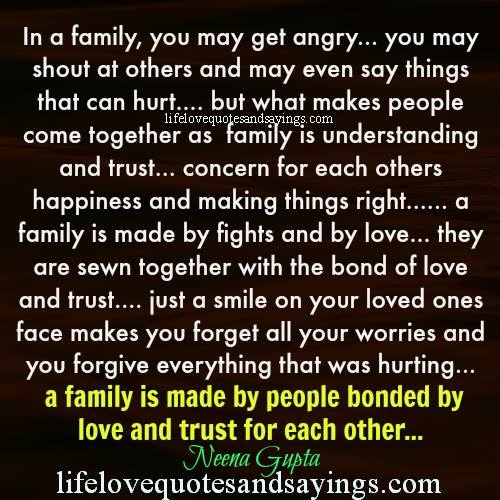 In a family, you may get angry... you may
shout at others and may even say things
that can hurt.... but what makes people
lifelovequotesandsayings.com
come together as family is understanding
and trust... concern for each others
happiness and making things right...... a
family is made by fights and by love... they
are sewn together with the bond of love
and trust.... just a smile on your loved ones
face makes you forget all your worries and
you forgive everything that was hurting...
a family is made by people bonded by
love and trust for each other...
Neena Gupta
lifelovequotesandsayings.com